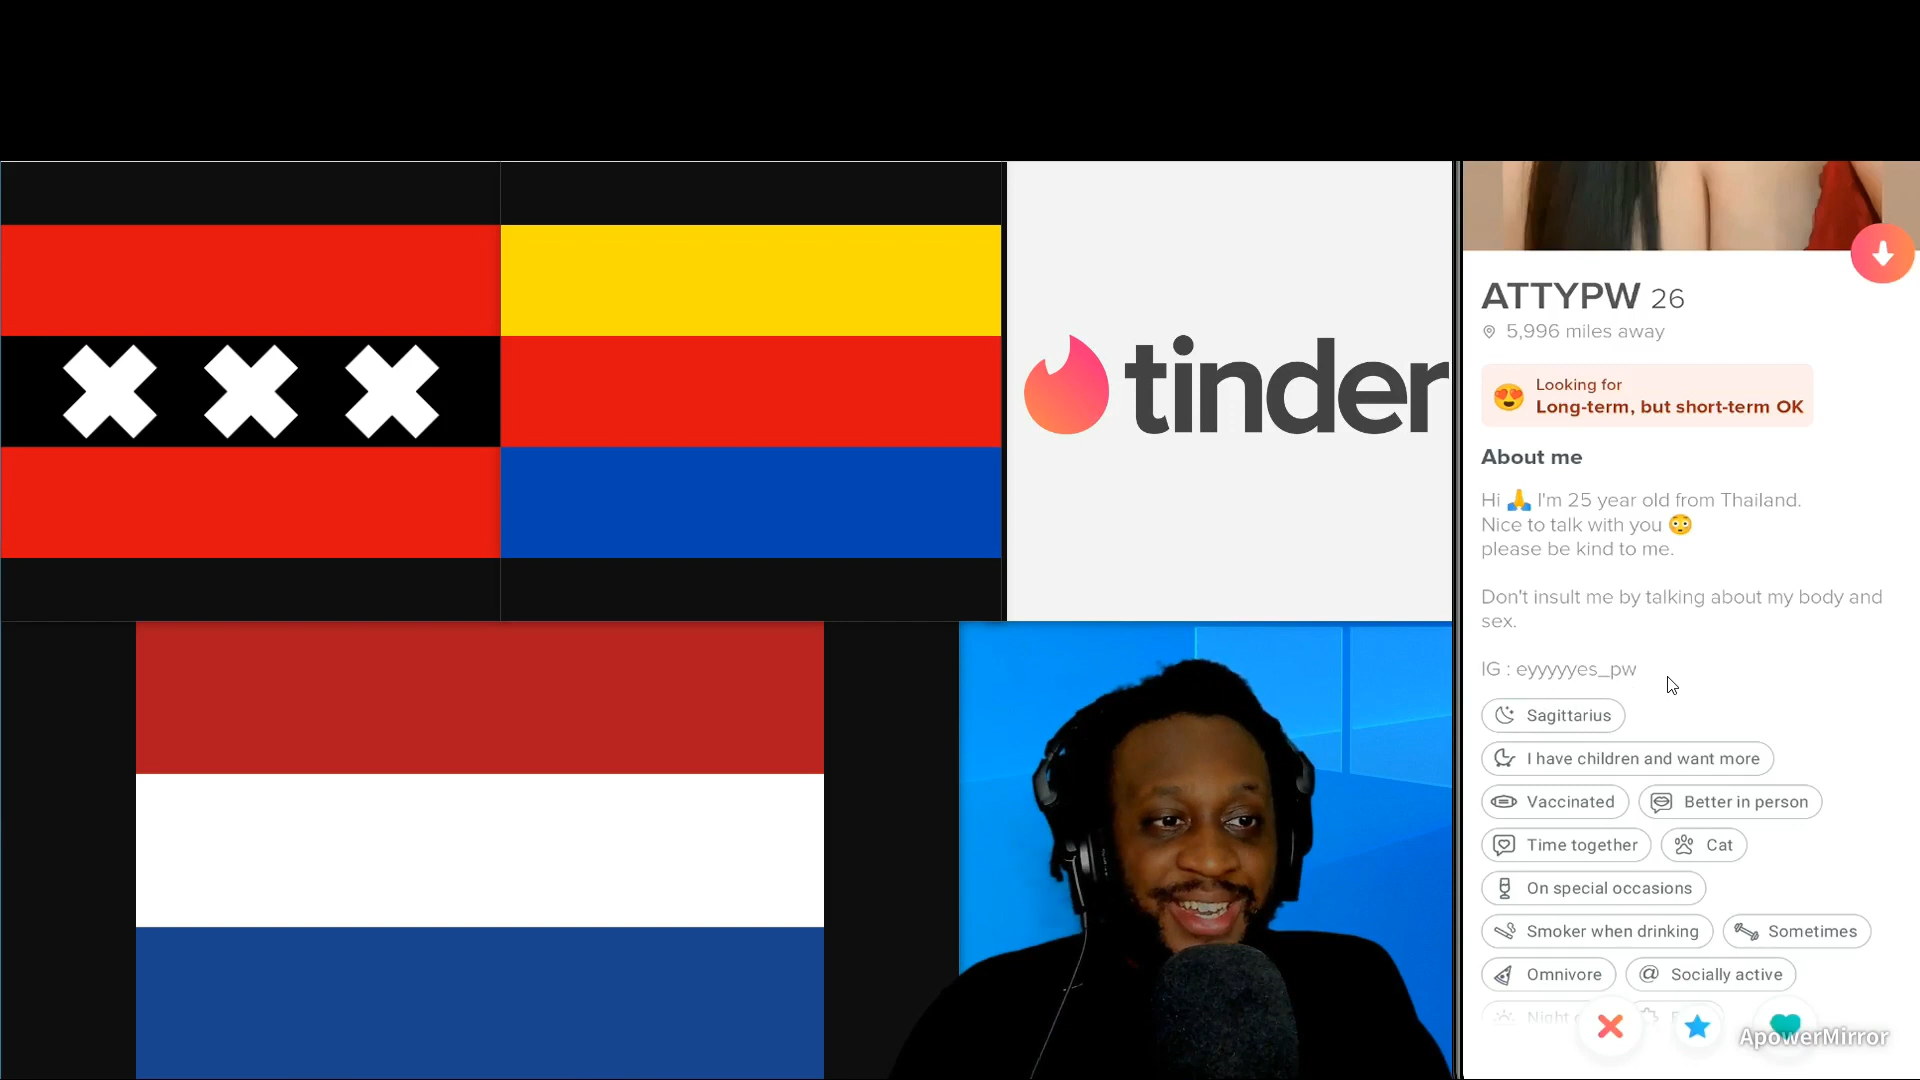 tinder
ATTYPW 26
5,996 miles away
Looking for
Long-term, but short-term OK
About me
Hi 🙏 I'm 25 year old from Thailand.
Nice to talk with you 😳
please be kind to me.
Don't insult me by talking about my body and
sex.
IG : eyyyyyes_pw
Sagittarius
I have children and want more
Vaccinated Better in person
Time together Cat
On special occasions
Smoker when drinking Sometimes
Omnivore Socially active
Night
ApowerMirror